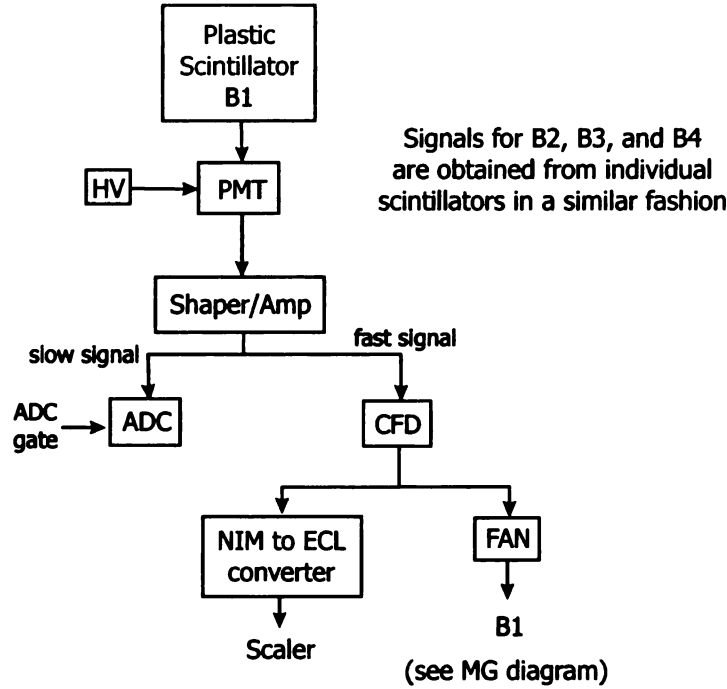 Plastic
Scintillator
B1
Signals for B2, B3, and B4
are obtained from individual
scintillators in a similar fashion
HV
PMT
Shaper/Amp
slow signal
fast signal
ADC
gate
ADC
CFD
NIM to ECL
converter
FAN
Scaler
B1
(see MG diagram)